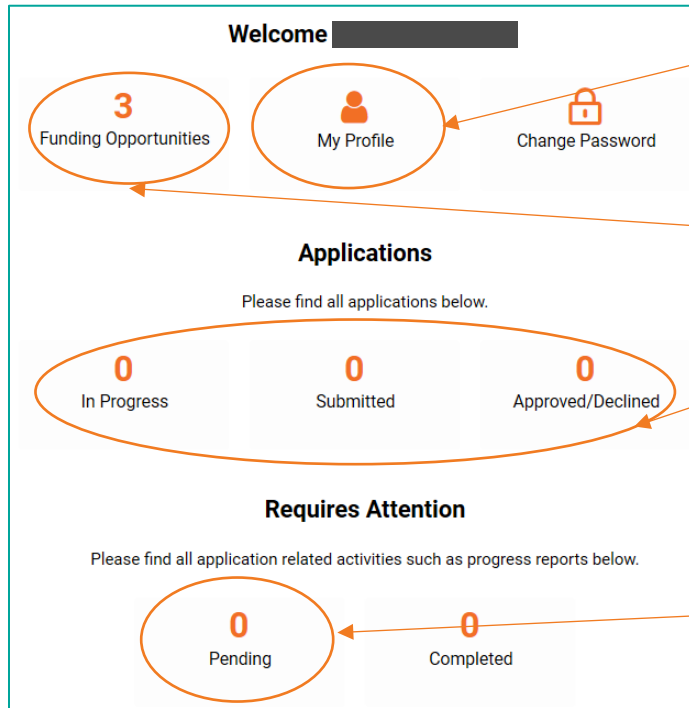 Welcome
3
Funding Opportunities
My Profile
Change Password
Applications
Please find all applications below.
0
In Progress
0
Submitted
0
Approved/Declined
Requires Attention
Please find all application related activities such as progress reports below.
0
Pending
0
Completed